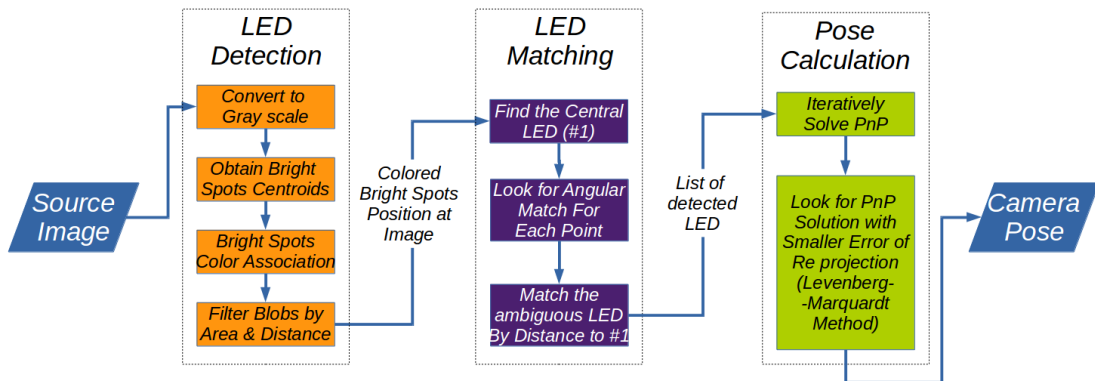 Source
Image
LED
Detection
Convert to
Gray scale
Obtain Bright
Spots Centroids
Bright Spots
Color Association
Filter Blobs by
Area & Distance
Colored
Bright Spots
Position at
Image
LED
Matching
Find the Central
LED (#1)
Look for Angular
Match For
Each Point
Match the
ambiguous LED
By Distance to #1
List of
detected
LED
Pose
Calculation
Iteratively
Solve PnP
Look for PnP
Solution with
Smaller Error of
Re projection
(Levenberg-
-Marquardt
Method)
Camera
Pose